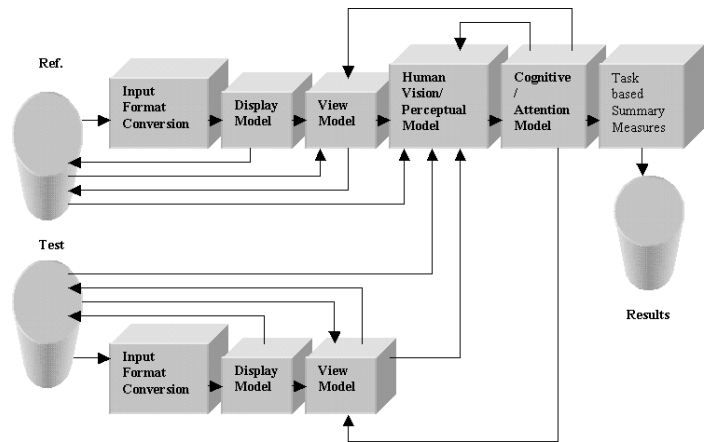 Ref.
Input
Format
Conversion
Display
Model
View
Model
Human
Vision/
Perceptual
Model
Cognitive
/
Attention
Model
Task
based
Summary
Measures
Test
Results
Input
Format
Conversion
Display
Model
View
Model